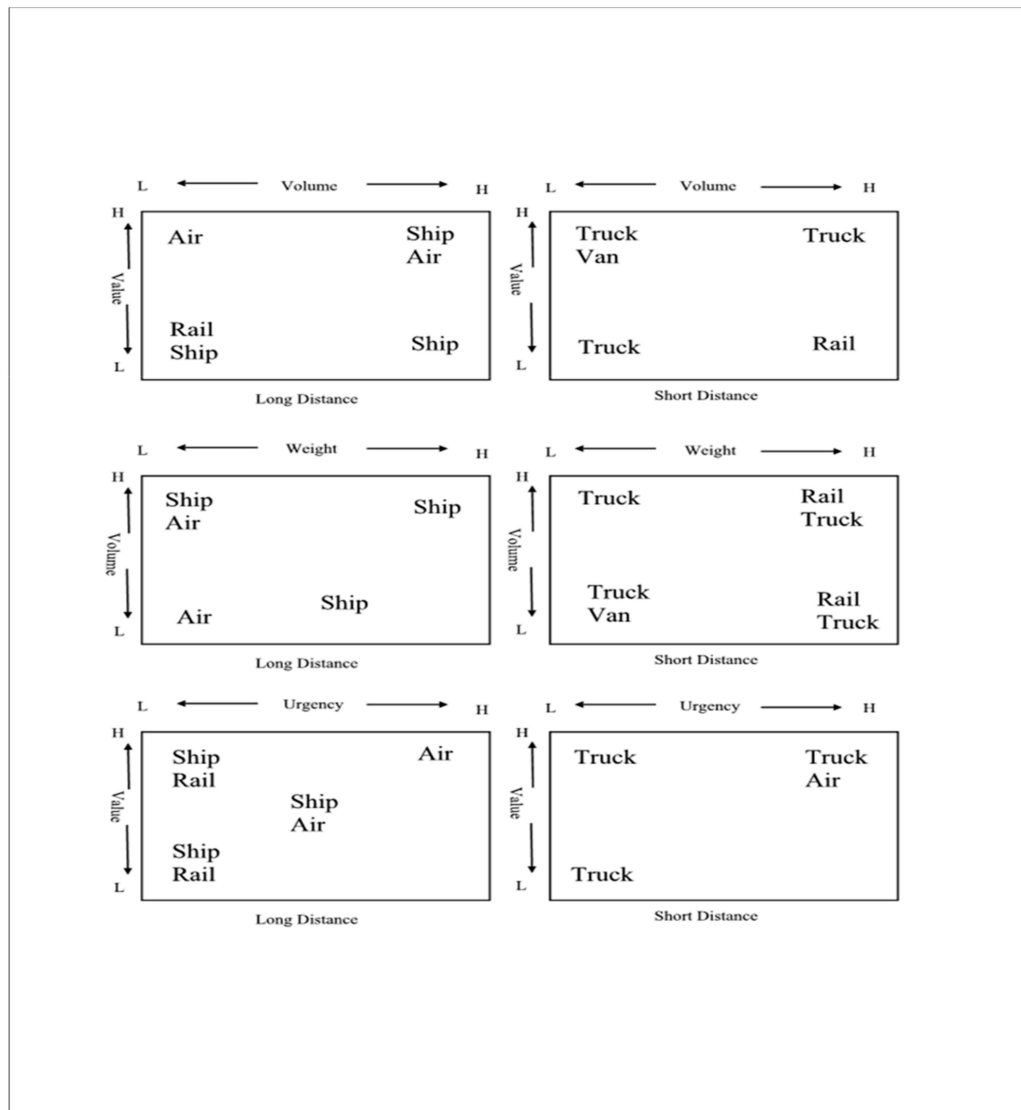 L Volume H
H
Air
Ship
Air
Value
Rail
Ship
Ship
L
Long Distance
L Volume H
H
Truck
Van
Truck
Value
Truck
Rail
L
Short Distance
L Weight H
H
Ship
Air
Ship
Volume
Air
Ship
L
Long Distance
L Weight H
H
Truck
Rail
Truck
Volume
Truck
Van
Rail
Truck
L
Short Distance
L Urgency H
H
Ship
Rail
Air
Value
Ship
Air
Ship
Rail
L
Long Distance
L Urgency H
H
Truck
Truck
Air
Value
Truck
L
Short Distance